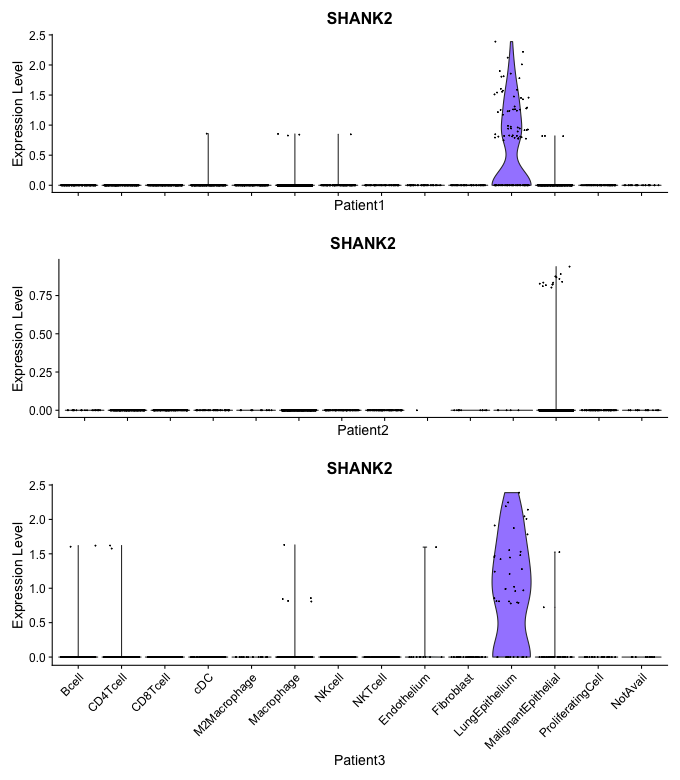 SHANK2
Expression Level
2.5
2.0
1.5
1.0
0.5
0.0
Patient1
SHANK2
Expression Level
0.75
0.50
0.25
0.00
Patient2
SHANK2
Expression Level
2.5
2.0
1.5
1.0
0.5
0.0
Bcell
CD4Tcell
CD8Tcell
cDC
M2Macrophage
Macrophage
NKcell
NKTcell
Endothelium
Fibroblast
LungEpithelium
MalignantEpithelial
ProliferatingCell
NotAvail
Patient3